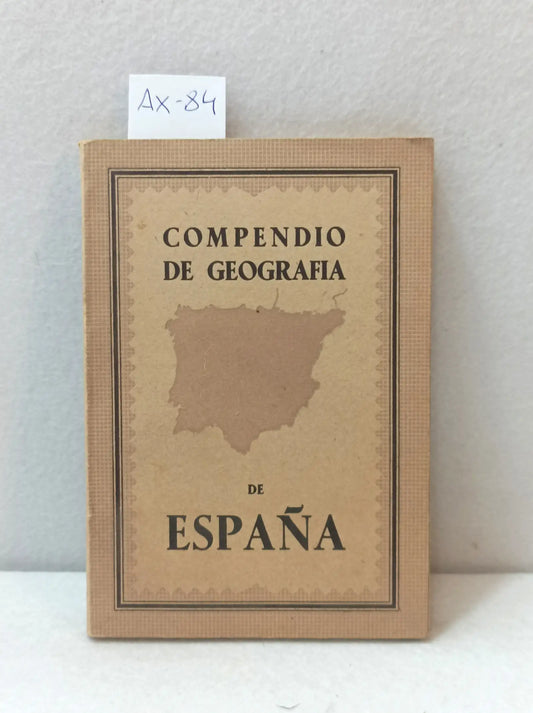 AX-84
COMPENDIO
DE GEOGRAFIA
DE
ESPAÑA